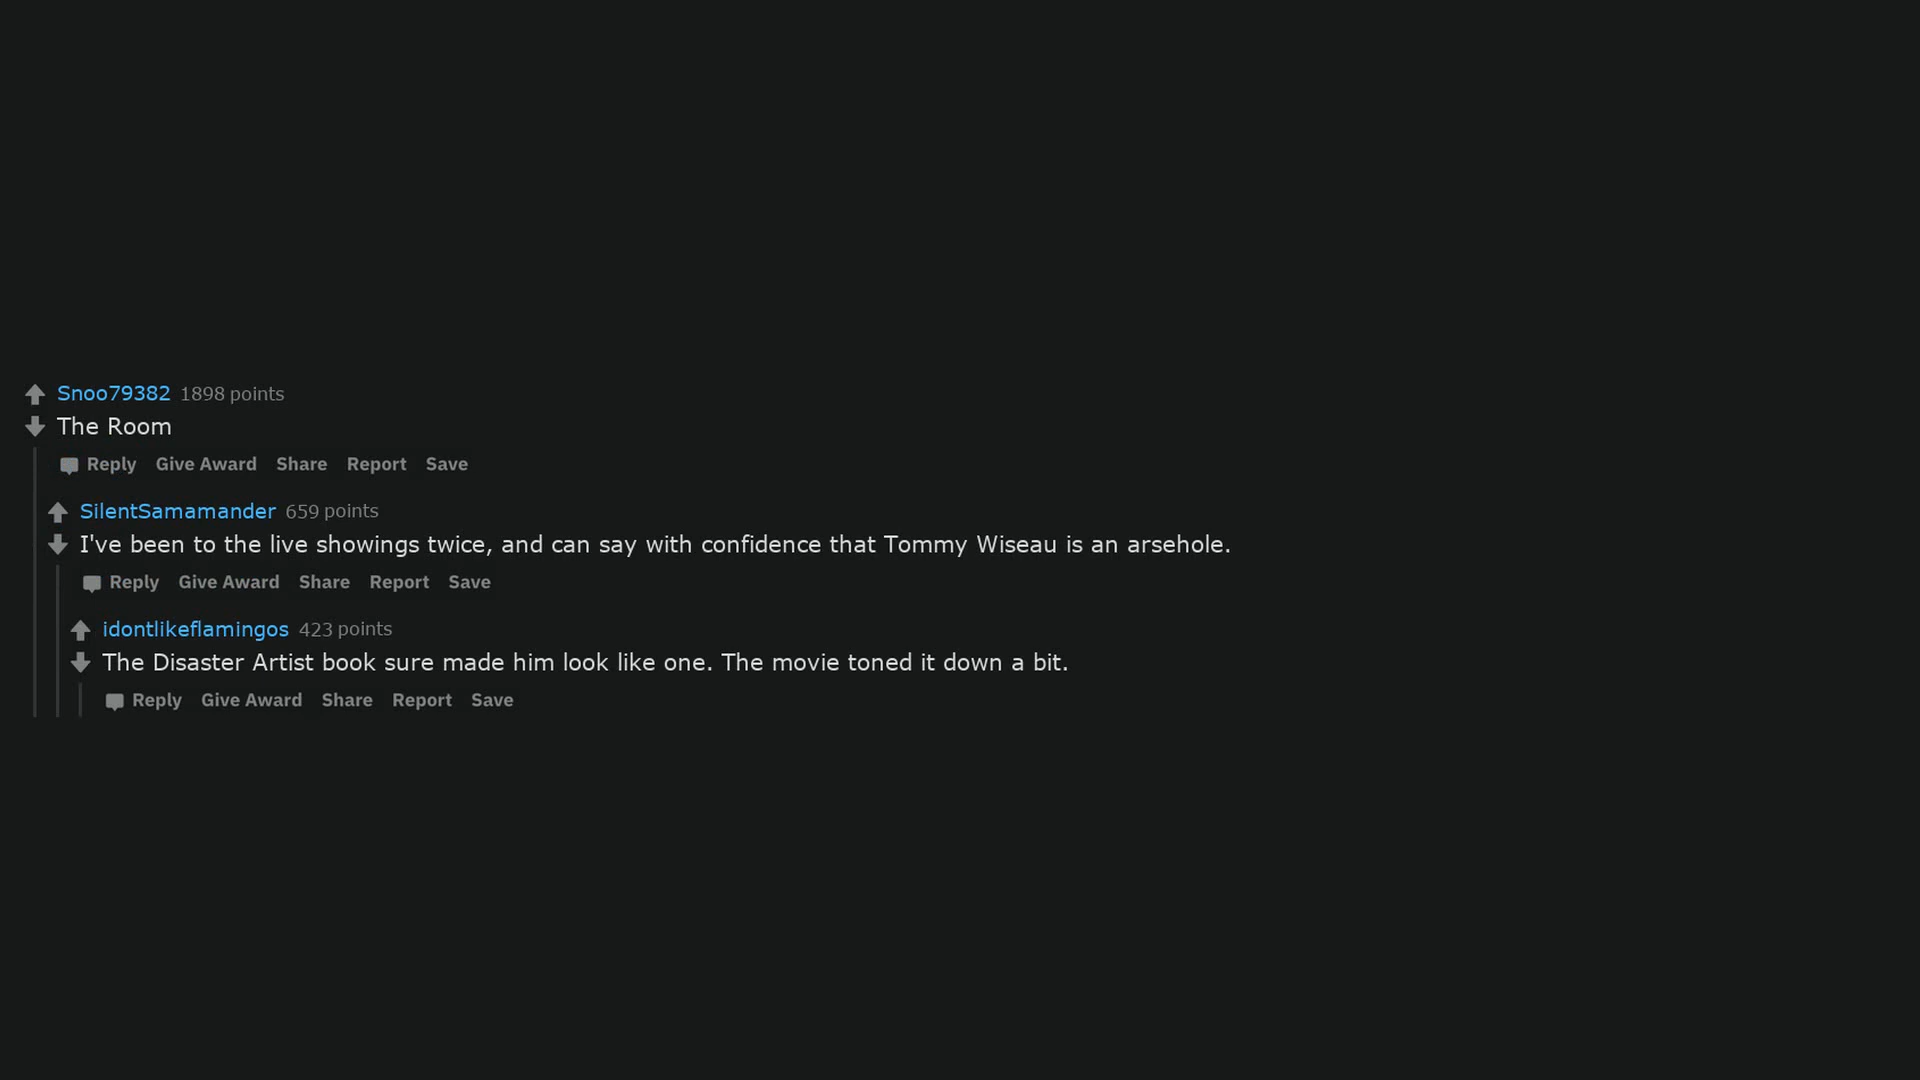 Snoo79382 1898 points
The Room
Reply Give Award Share Report Save
SilentSamamander 659 points
I've been to the live showings twice, and can say with confidence that Tommy Wiseau is an arsehole.
Reply Give Award Share Report Save
idontlikeflamingos 423 points
The Disaster Artist book sure made him look like one. The movie toned it down a bit.
Reply Give Award Share Report Save